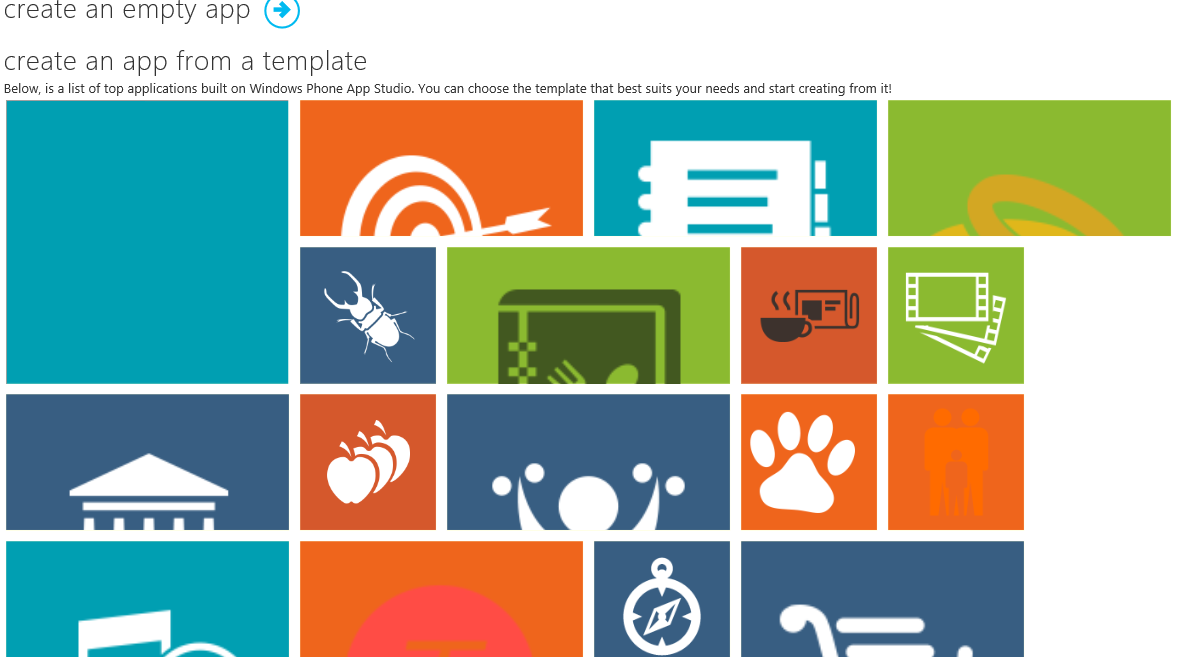 create an empty app
create an app from a template
Below, is a list of top applications built on Windows Phone App Studio. You can choose the template that best suits your needs and start creating from it!